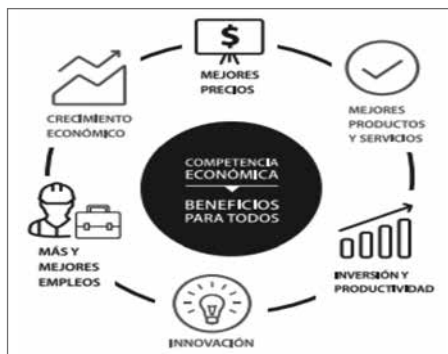 $
MEJORES
PRECIOS
MEJORES
PRODUCTOS
Y SERVICIOS
INVERSIÓN Y
PRODUCTIVIDAD
INNOVACIÓN
MÁS Y
MEJORES
EMPLEOS
CRECIMIENTO
ECONÓMICO
COMPETENCIA
ECONÓMICA
BENEFICIOS
PARA TODOS